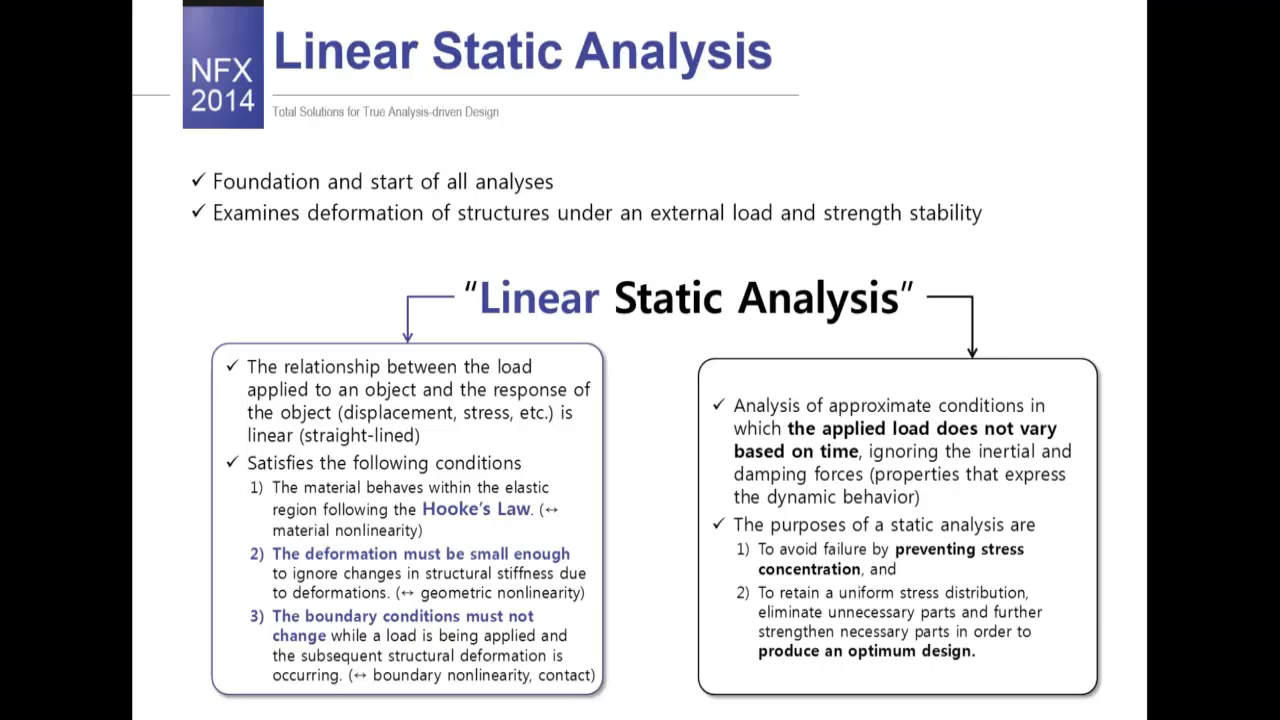 NFX
2014
Linear Static Analysis
Total Solutions for True Analysis-driven Design
✓ Foundation and start of all analyses
✓ Examines deformation of structures under an external load and strength stability
“Linear Static Analysis”
✓ The relationship between the load
applied to an object and the response of
the object (displacement, stress, etc.) is
linear (straight-lined)
✓ Satisfies the following conditions
1) The material behaves within the elastic
region following the Hooke’s Law. (↔
material nonlinearity)
2) The deformation must be small enough
to ignore changes in structural stiffness due
to deformations. (↔ geometric nonlinearity)
3) The boundary conditions must not
change while a load is being applied and
the subsequent structural deformation is
occurring. (↔ boundary nonlinearity, contact)
✓ Analysis of approximate conditions in
which the applied load does not vary
based on time, ignoring the inertial and
damping forces (properties that express
the dynamic behavior)
✓ The purposes of a static analysis are
1) To avoid failure by preventing stress
concentration, and
2) To retain a uniform stress distribution,
eliminate unnecessary parts and further
strengthen necessary parts in order to
produce an optimum design.